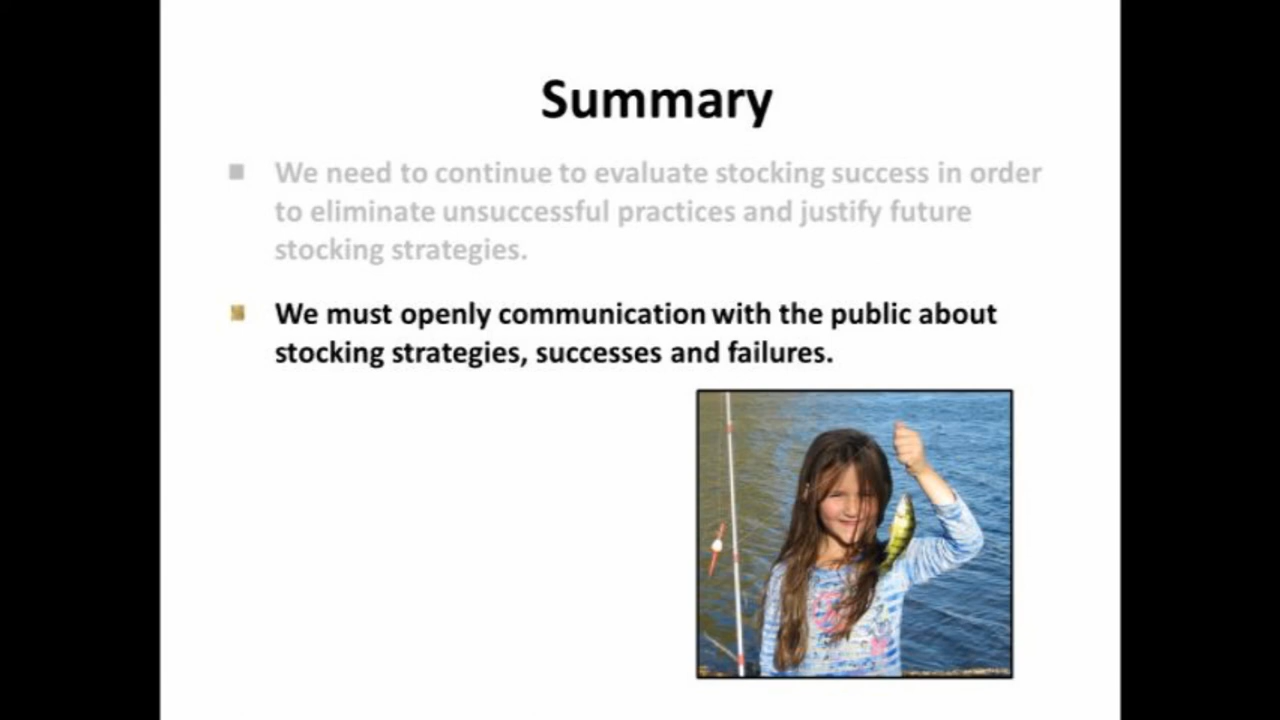 Summary
We need to continue to evaluate stocking success in order
to eliminate unsuccessful practices and justify future
stocking strategies.
We must openly communication with the public about
stocking strategies, successes and failures.